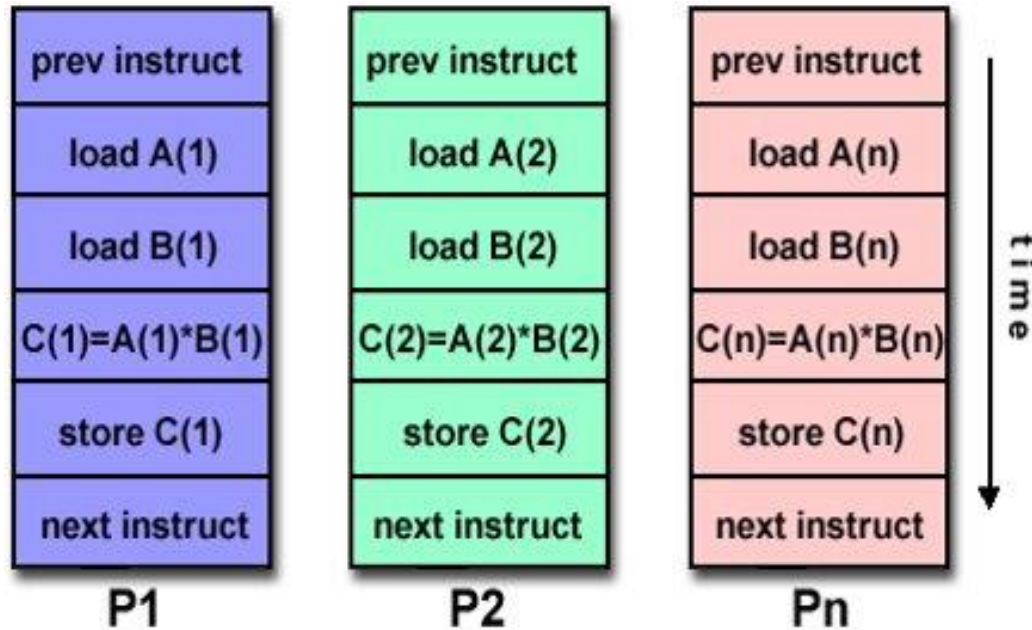 prev instruct
load A(1)
load B(1)
C(1)=A(1)*B(1)
store C(1)
next instruct
P1
prev instruct
load A(2)
load B(2)
C(2)=A(2)*B(2)
store C(2)
next instruct
P2
prev instruct
load A(n)
load B(n)
C(n)=A(n)*B(n)
store C(n)
next instruct
Pn
time